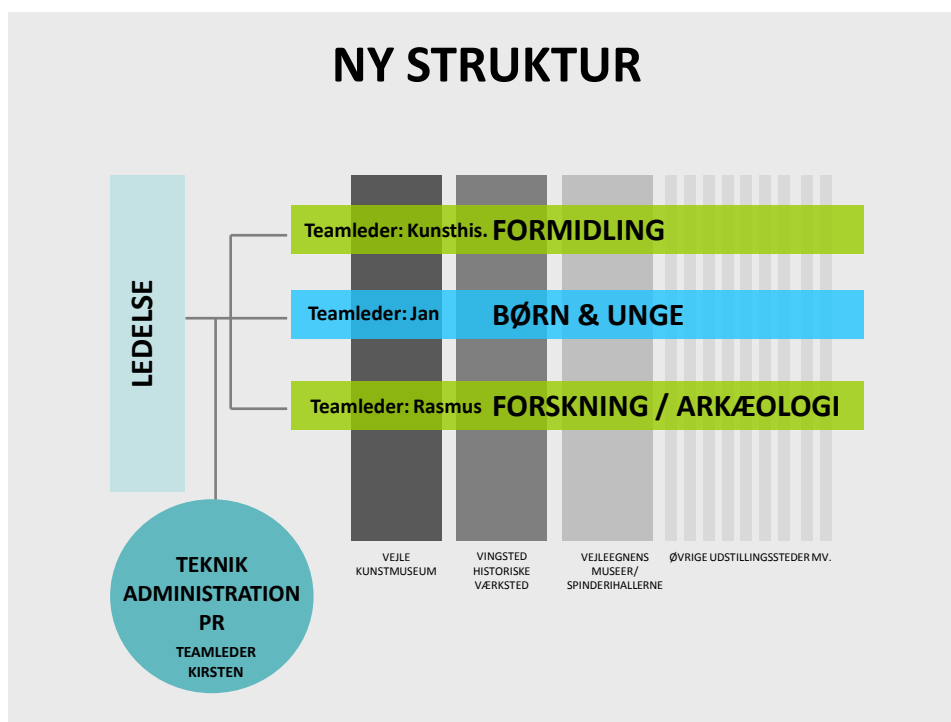 NY STRUKTUR
LEDELSE
Teamleder: Kunsthis. FORMIDLING
Teamleder: Jan BØRN & UNGE
Teamleder: Rasmus FORSKNING / ARKÆOLOGI
VEJLE
KUNSTMUSEUM
VINGSTED
HISTORISKE
VÆRKSTED
VEJLEEGNENS
MUSEER/
SPINDERIHALLERNE
ØVRIGE UDSTILLINGSSTEDER MV.
TEKNIK
ADMINISTRATION
PR
TEAMLEDER
KIRSTEN